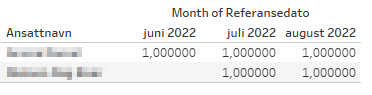 Month of Referansedato
Ansattnavn juni 2022 juli 2022 august 2022
1,000000 1,000000 1,000000
1,000000 1,000000